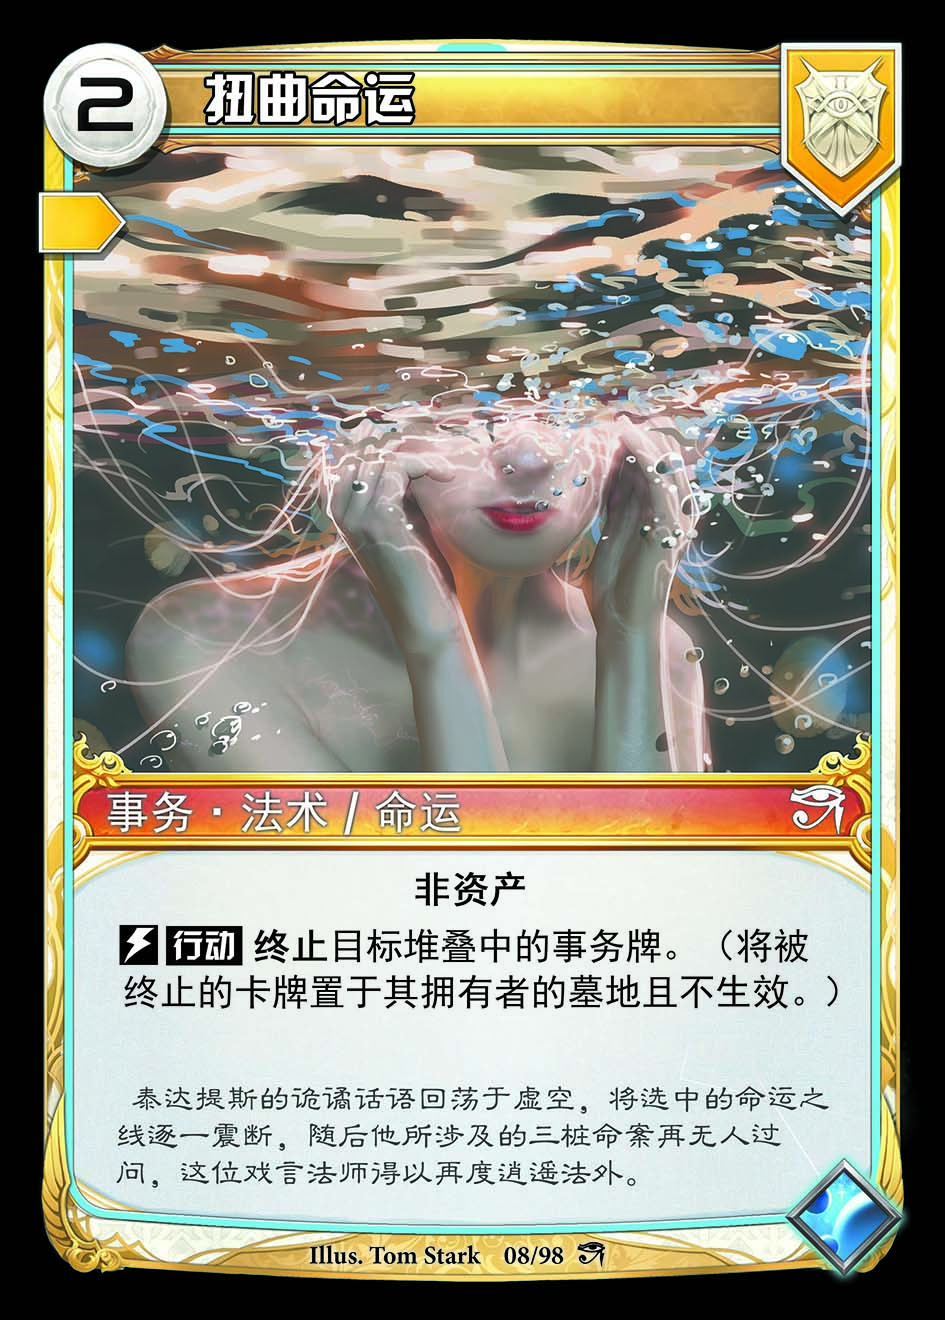 2
扭曲命运
事务·法术/命运
非资产
行动 终止目标堆叠中的事务牌。（将被
终止的卡牌置于其拥有者的墓地且不生效。）
泰达提斯的诡谲话语回荡于虚空，将选中的命运之
线逐一震断，随后他所涉及的三桩命案再无人过
问，这位戏言法师得以再度逍遥法外。
Illus. Tom Stark 08/98